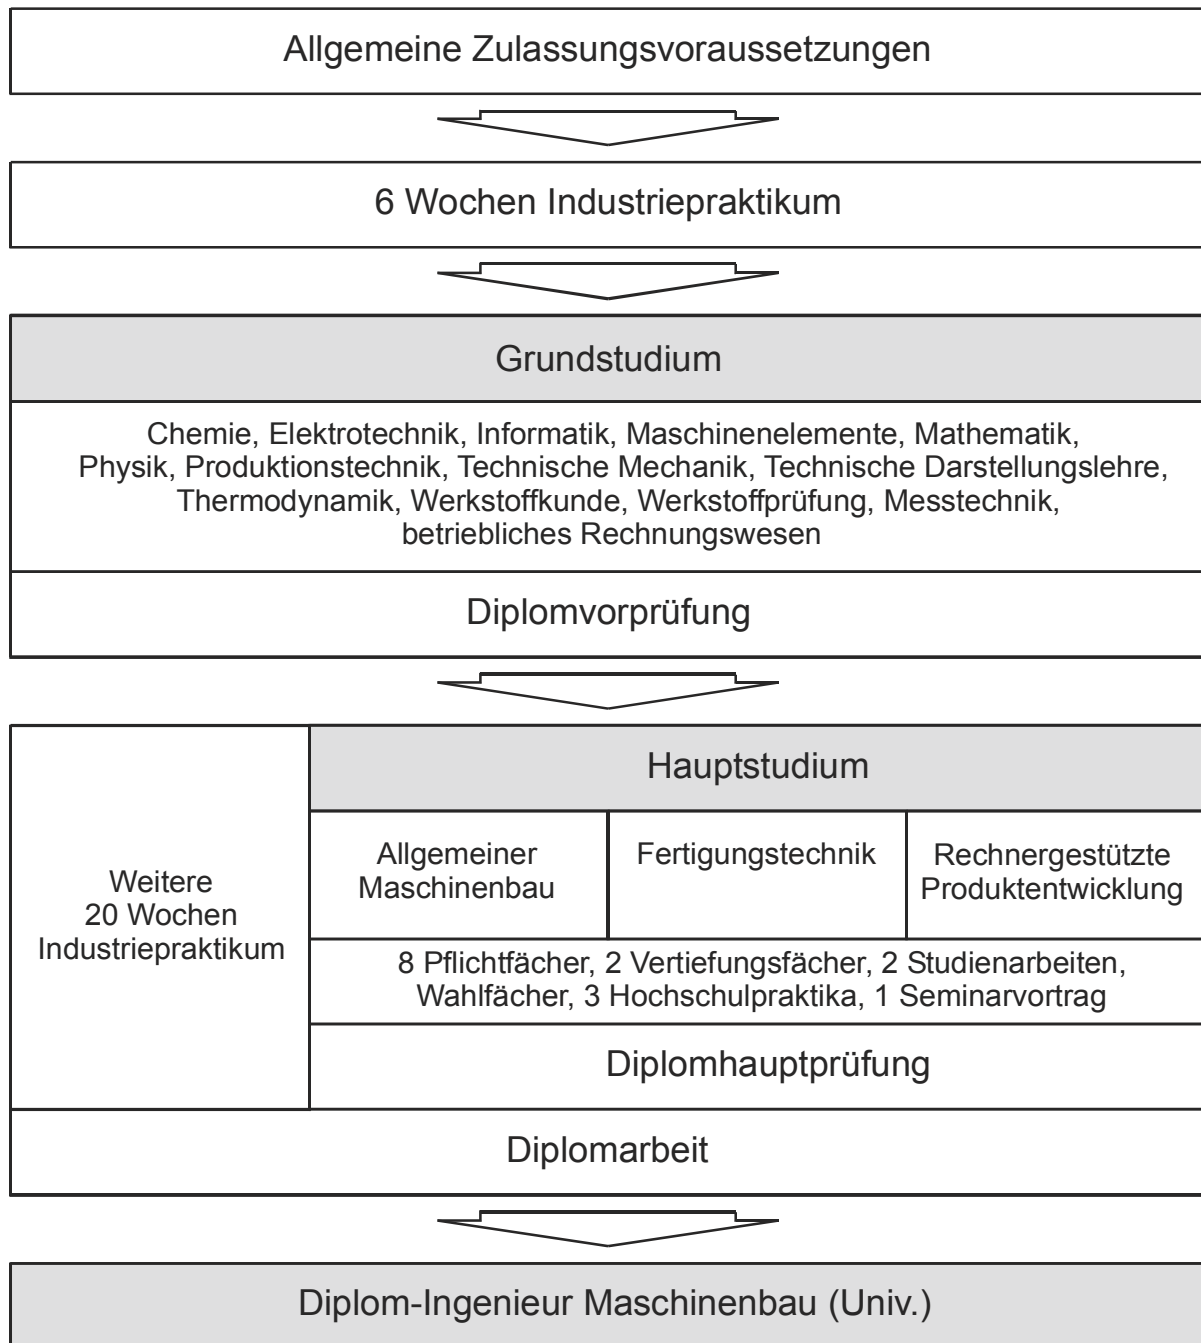 Allgemeine Zulassungsvoraussetzungen
6 Wochen Industriepraktikum
Grundstudium
Chemie, Elektrotechnik, Informatik, Maschinenelemente, Mathematik,
Physik, Produktionstechnik, Technische Mechanik, Technische Darstellungslehre,
Thermodynamik, Werkstoffkunde, Werkstoffprüfung, Messtechnik,
betriebliches Rechnungswesen
Diplomvorprüfung
Weitere
20 Wochen
Industriepraktikum
Hauptstudium
Allgemeiner
Maschinenbau
Fertigungstechnik
Rechnergestützte
Produktentwicklung
8 Pflichtfächer, 2 Vertiefungsfächer, 2 Studienarbeiten,
Wahlfächer, 3 Hochschulpraktika, 1 Seminarvortrag
Diplomhauptprüfung
Diplomarbeit
Diplom-Ingenieur Maschinenbau (Univ.)